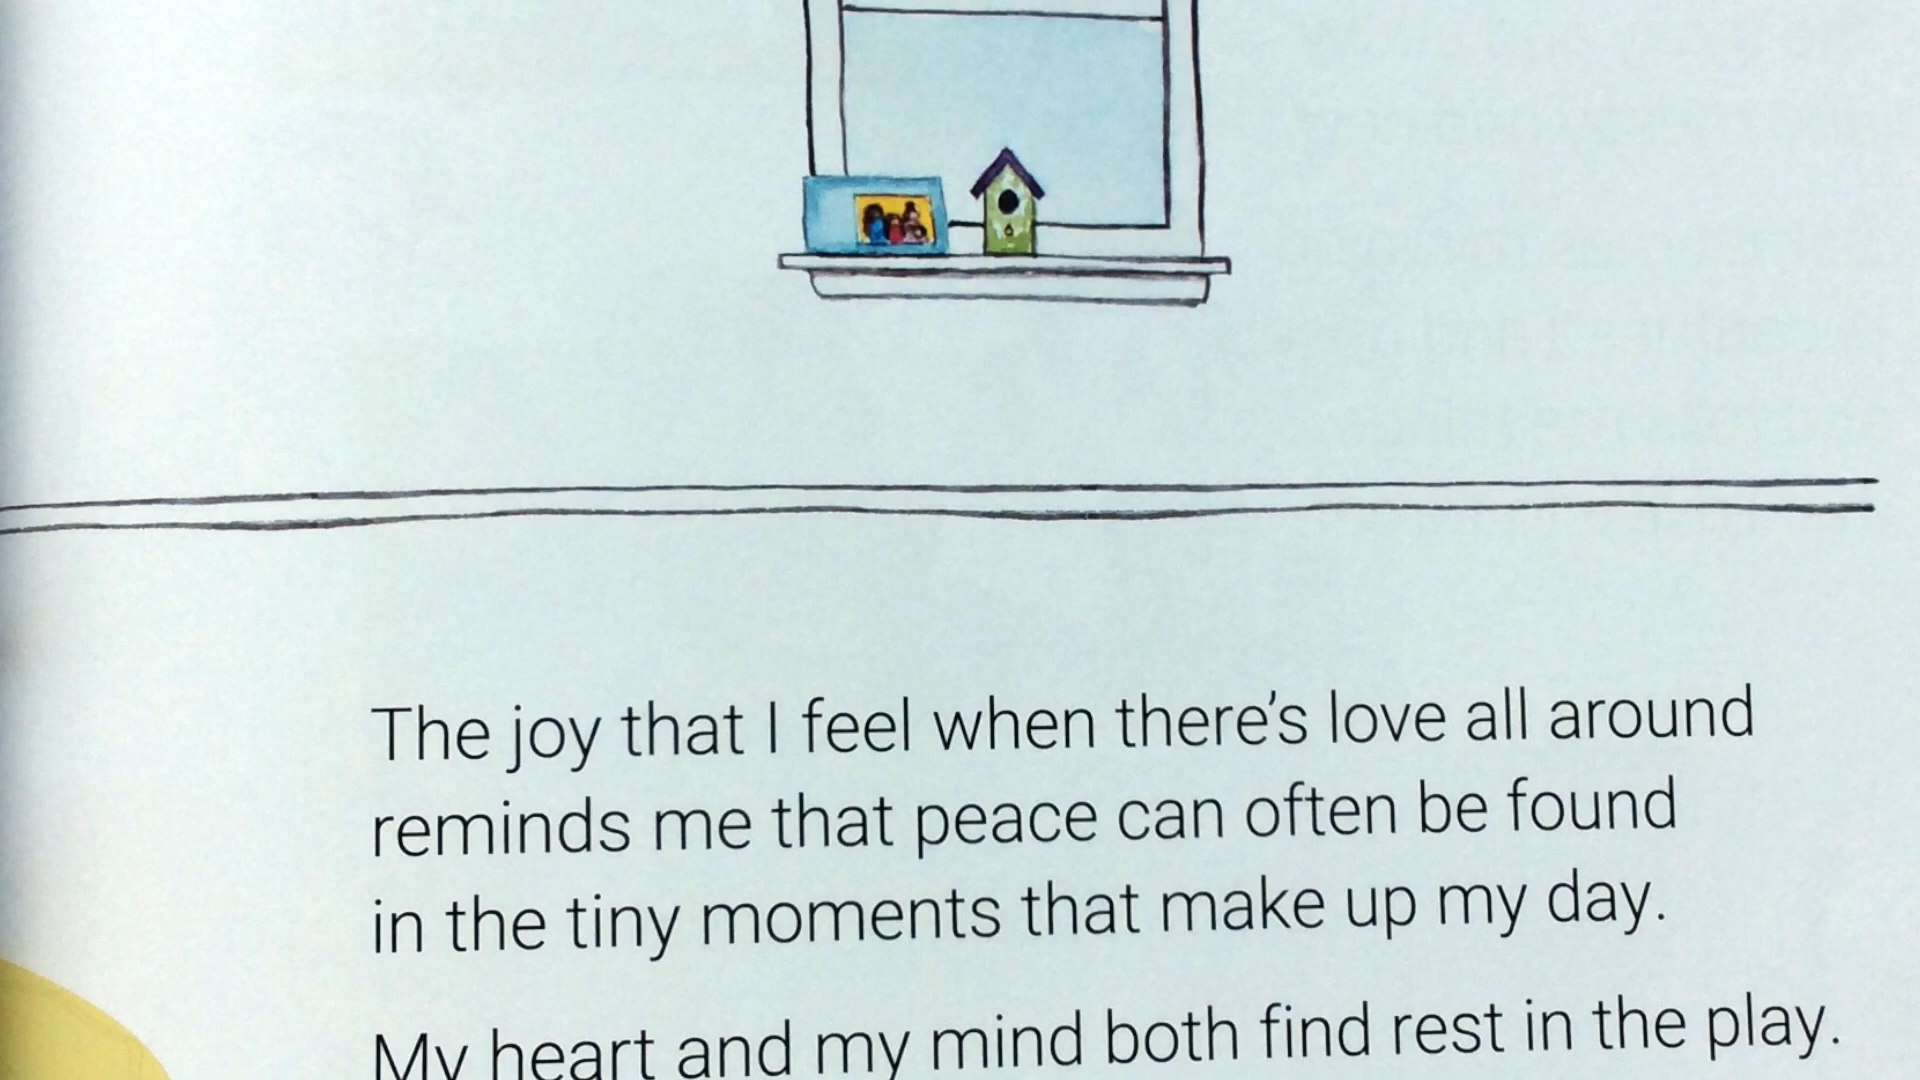 The joy that I feel when there's love all around
reminds me that peace can often be found
in the tiny moments that make up my day.
My heart and my mind both find rest in the play.